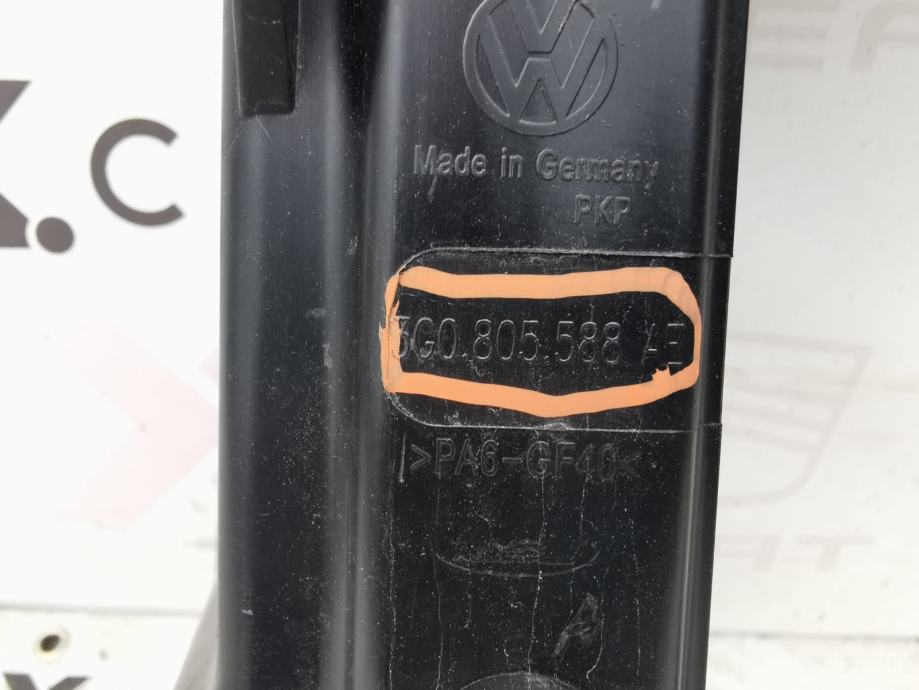 Made in Germany
PKP
3G0.805.588 AE
>PA6-GF40<